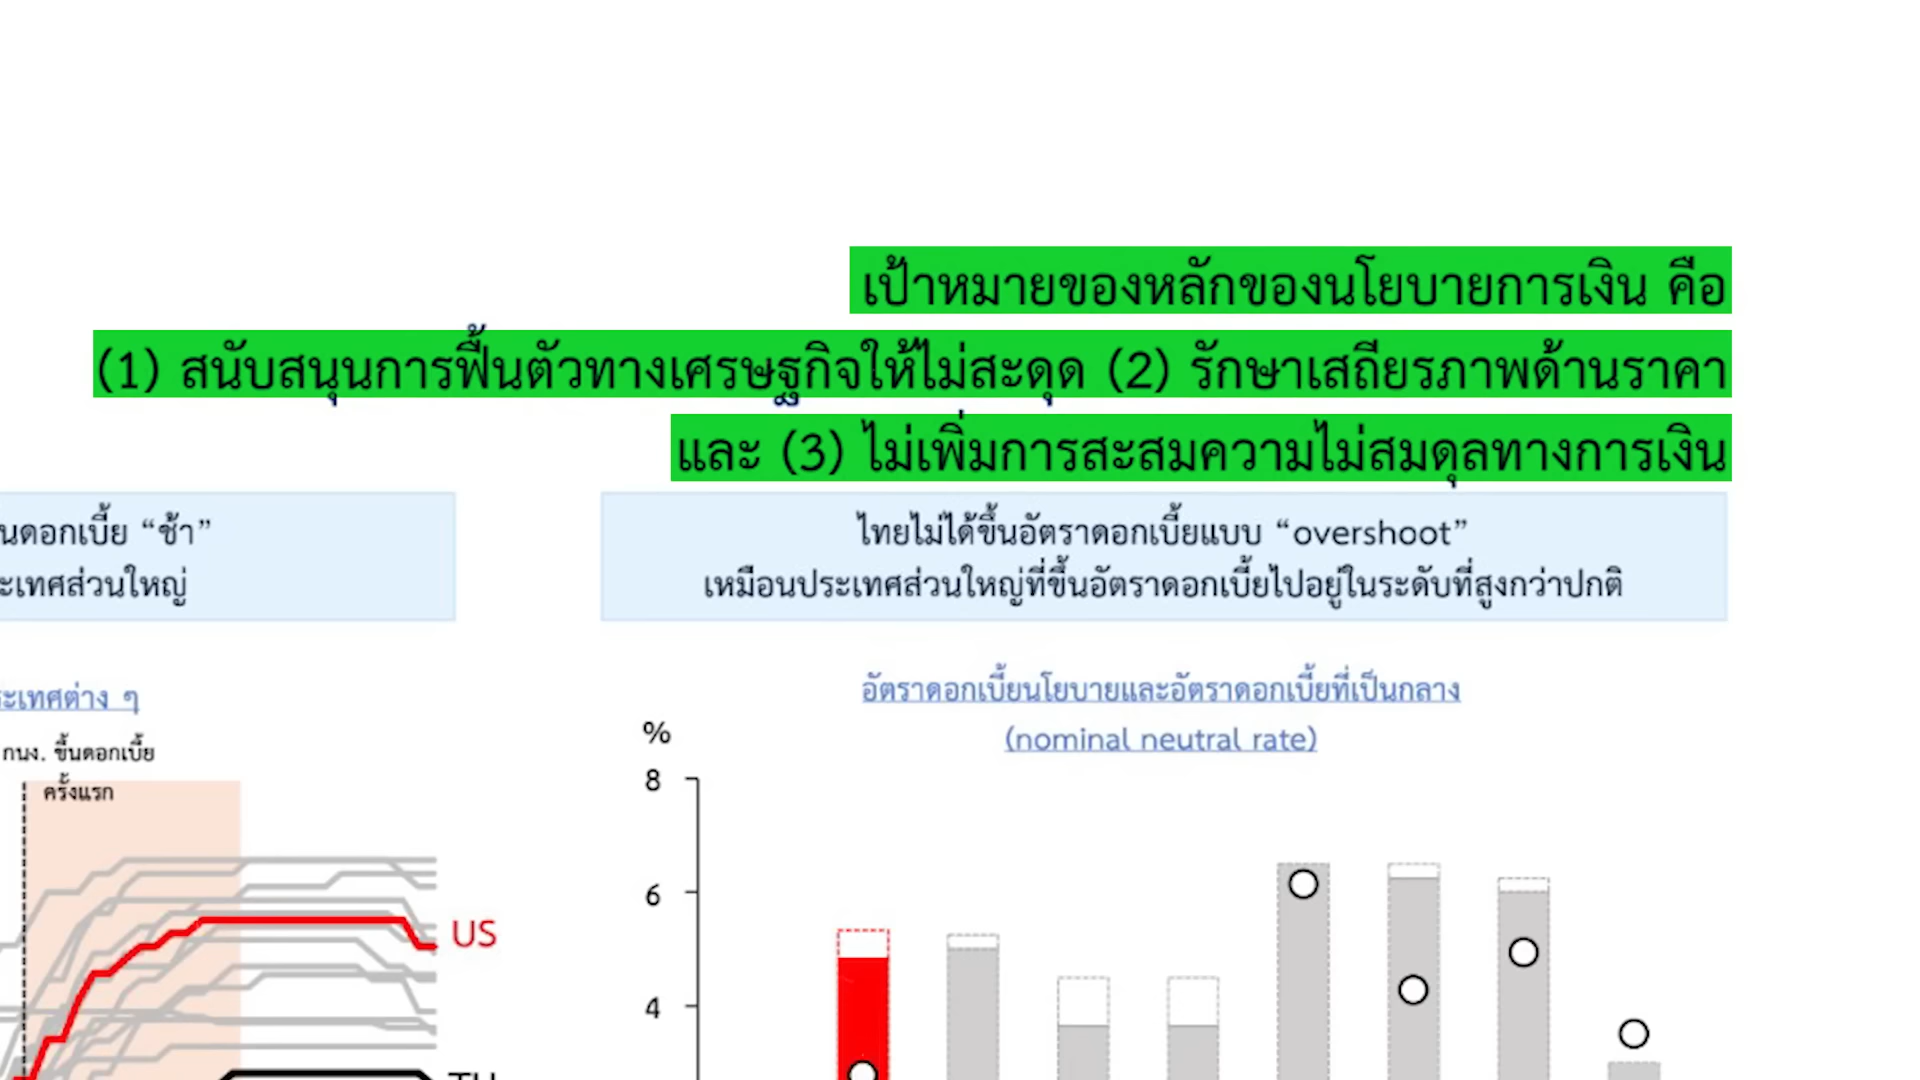 เป้าหมายของหลักของนโยบายการเงิน คือ
(1) สนับสนุนการฟื้นตัวทางเศรษฐกิจให้ไม่สะดุด (2) รักษาเสถียรภาพด้านราคา
และ (3) ไม่เพิ่มการสะสมความไม่สมดุลทางการเงิน
ดอกเบี้ย “ช้า”
ส่วนใหญ่
ไทยไม่ได้ขึ้นอัตราดอกเบี้ยแบบ “overshoot”
เหมือนประเทศส่วนใหญ่ที่ขึ้นอัตราดอกเบี้ยไปอยู่ในระดับที่สูงกว่าปกติ
ต่าง ๆ
กนง. ขึ้นดอกเบี้ย
ครั้งแรก
US
อัตราดอกเบี้ยนโยบายและอัตราดอกเบี้ยที่เป็นกลาง
(nominal neutral rate)
%
8
6
4